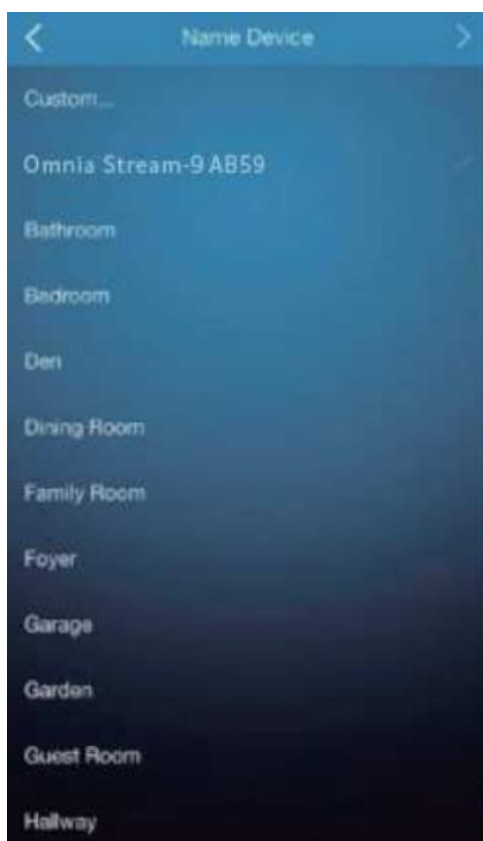 Name Device
Custom...
Omnia Stream-9 AB59
Bathroom
Bedroom
Den
Dining Room
Family Room
Foyer
Garage
Garden
Guest Room
Hallway